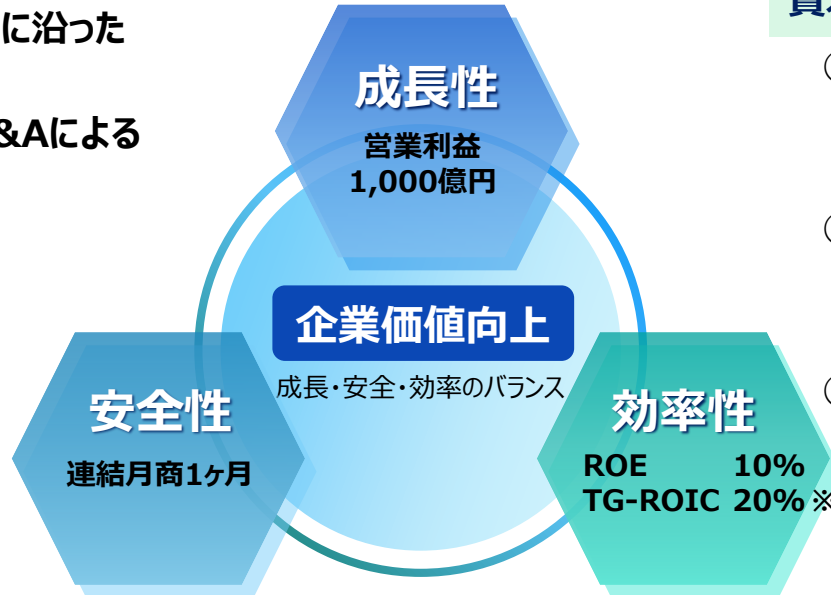 に沿った
&Aによる
成長性
営業利益
1,000億円
企業価値向上
成長・安全・効率のバランス
安全性
連結月商1ヶ月
効率性
ROE 10%
TG-ROIC 20%※